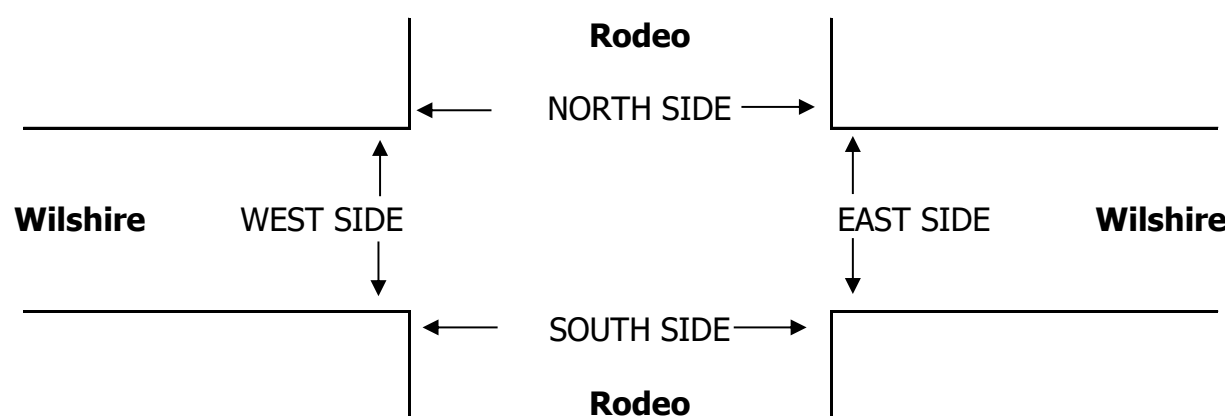 Rodeo
NORTH SIDE
Wilshire WEST SIDE EAST SIDE Wilshire
SOUTH SIDE
Rodeo